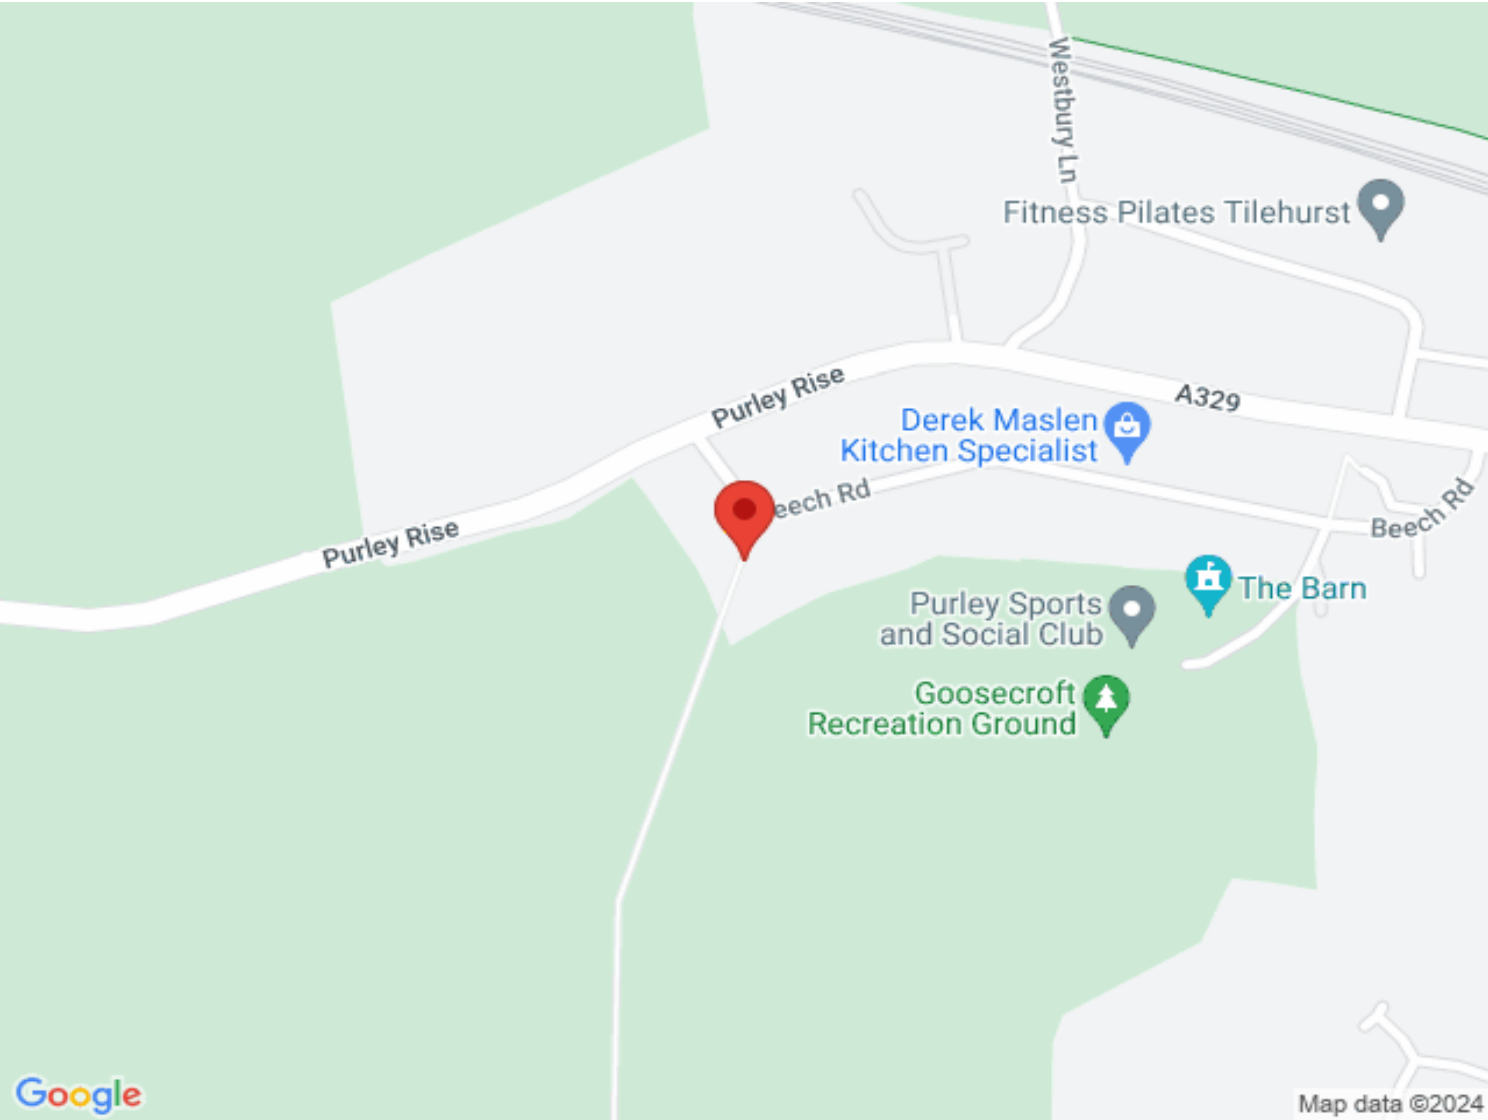 Westbury Ln
Fitness Pilates Tilehurst
Purley Rise
A329
Derek Maslen
Kitchen Specialist
eech Rd
Beech Rd
Purley Rise
The Barn
Purley Sports
and Social Club
Goosecroft
Recreation Ground
Google
Map data ©2024